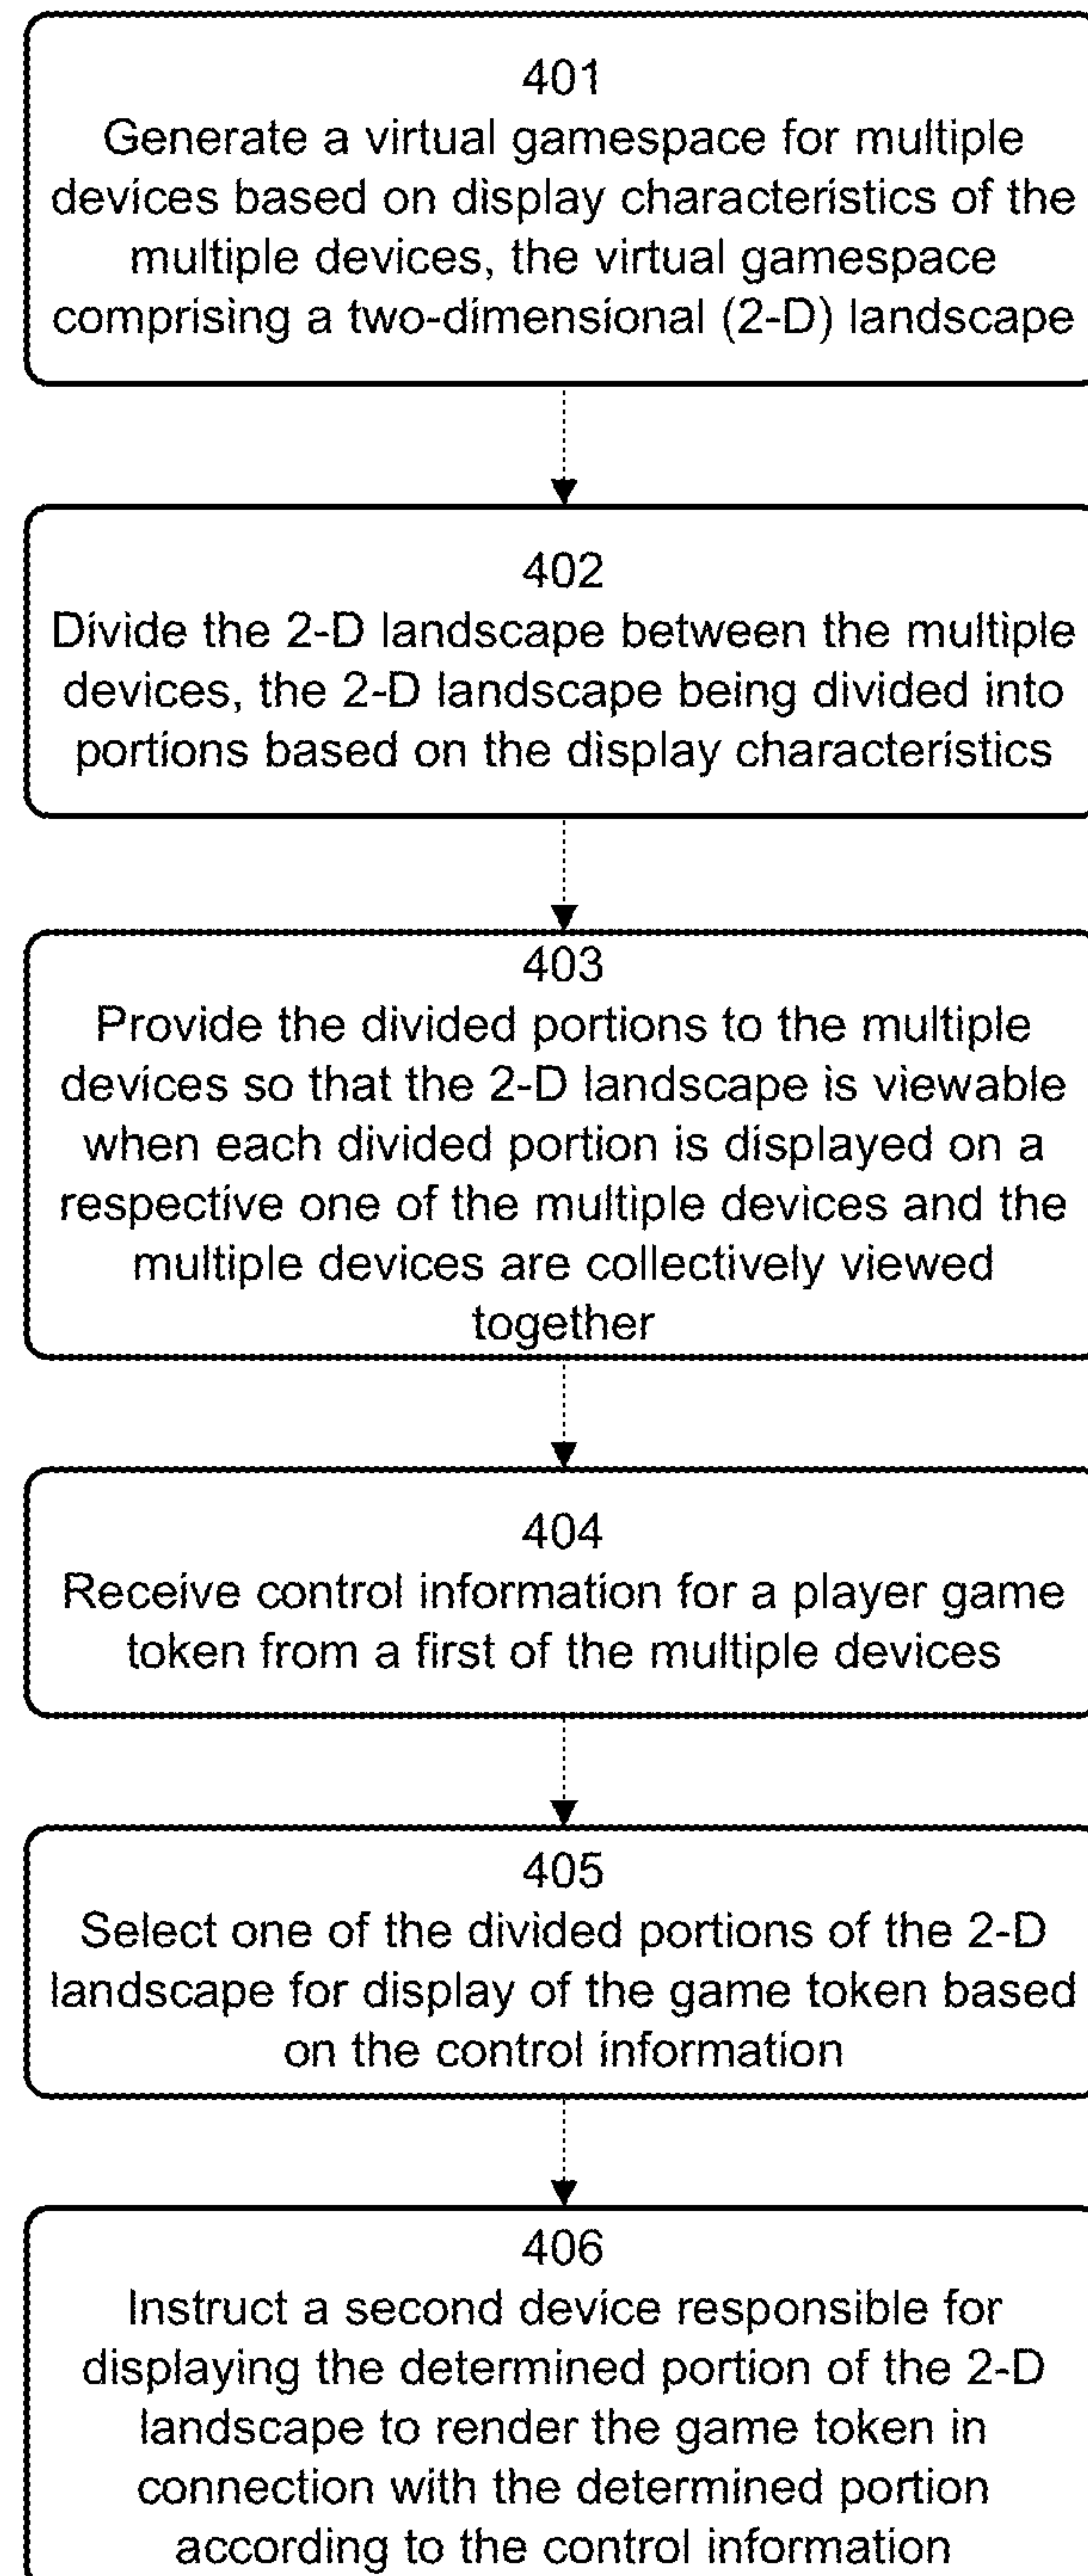 401
Generate a virtual gamespace for multiple
devices based on display characteristics of the
multiple devices, the virtual gamespace
comprising a two-dimensional (2-D) landscape
402
Divide the 2-D landscape between the multiple
devices, the 2-D landscape being divided into
portions based on the display characteristics
403
Provide the divided portions to the multiple
devices so that the 2-D landscape is viewable
when each divided portion is displayed on a
respective one of the multiple devices and the
multiple devices are collectively viewed
together
404
Receive control information for a player game
token from a first of the multiple devices
405
Select one of the divided portions of the 2-D
landscape for display of the game token based
on the control information
406
Instruct a second device responsible for
displaying the determined portion of the 2-D
landscape to render the game token in
connection with the determined portion
according to the control information